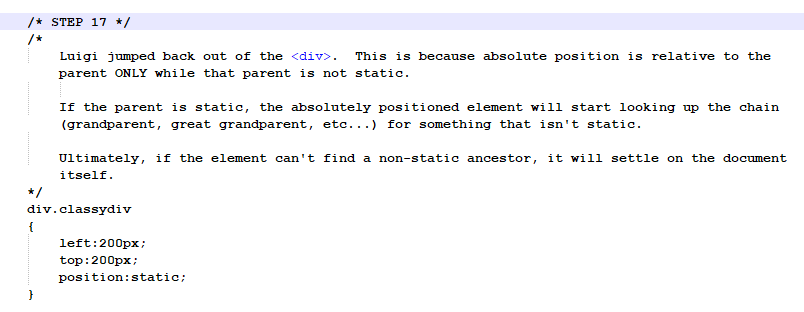 /* STEP 17 */
/*
Luigi jumped back out of the <div>.  This is because absolute position is relative to the
parent ONLY while that parent is not static.
If the parent is static, the absolutely positioned element will start looking up the chain
(grandparent, great grandparent, etc...) for something that isn't static.
Ultimately, if the element can't find a non-static ancestor, it will settle on the document
itself.
*/
div.classydiv
{
left:200px;
top:200px;
position:static;
}